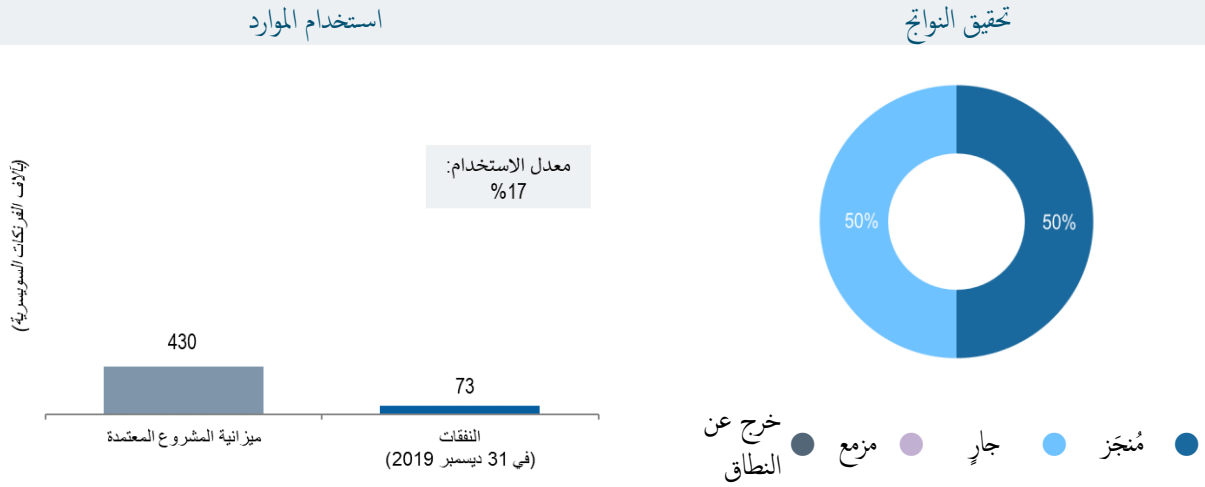 تحقيق النواتج
50%
50%
مُنجَز
جارٍ
مزمع
خرج عن
النطاق
استخدام الموارد
(بآلاف الفرنكات السويسرية)
معدل الاستخدام:
%17
430
73
ميزانية المشروع المعتمدة
النفقات
(في 31 ديسمبر 2019)